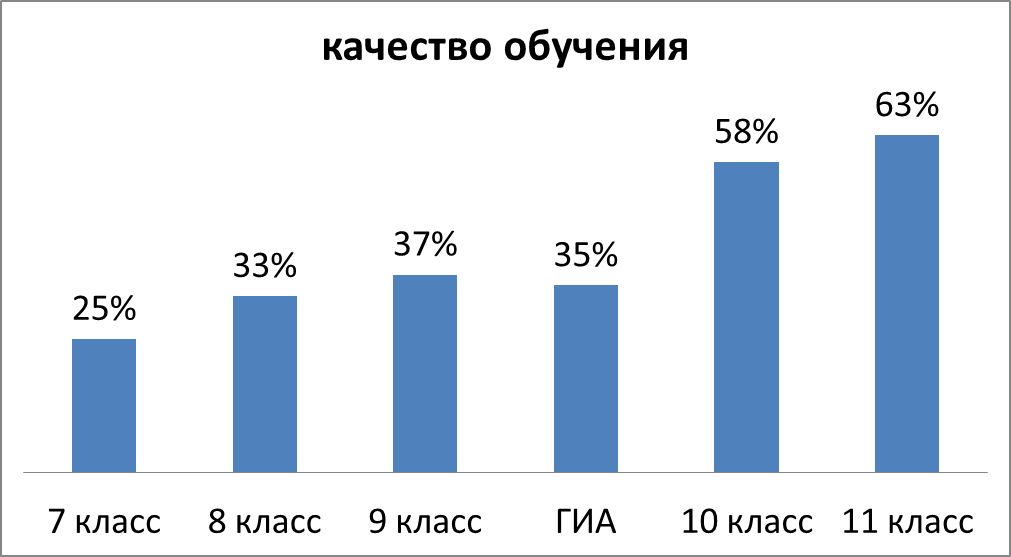 качество обучения
25%
33%
37%
35%
58%
63%
7 класс
8 класс
9 класс
ГИА
10 класс
11 класс